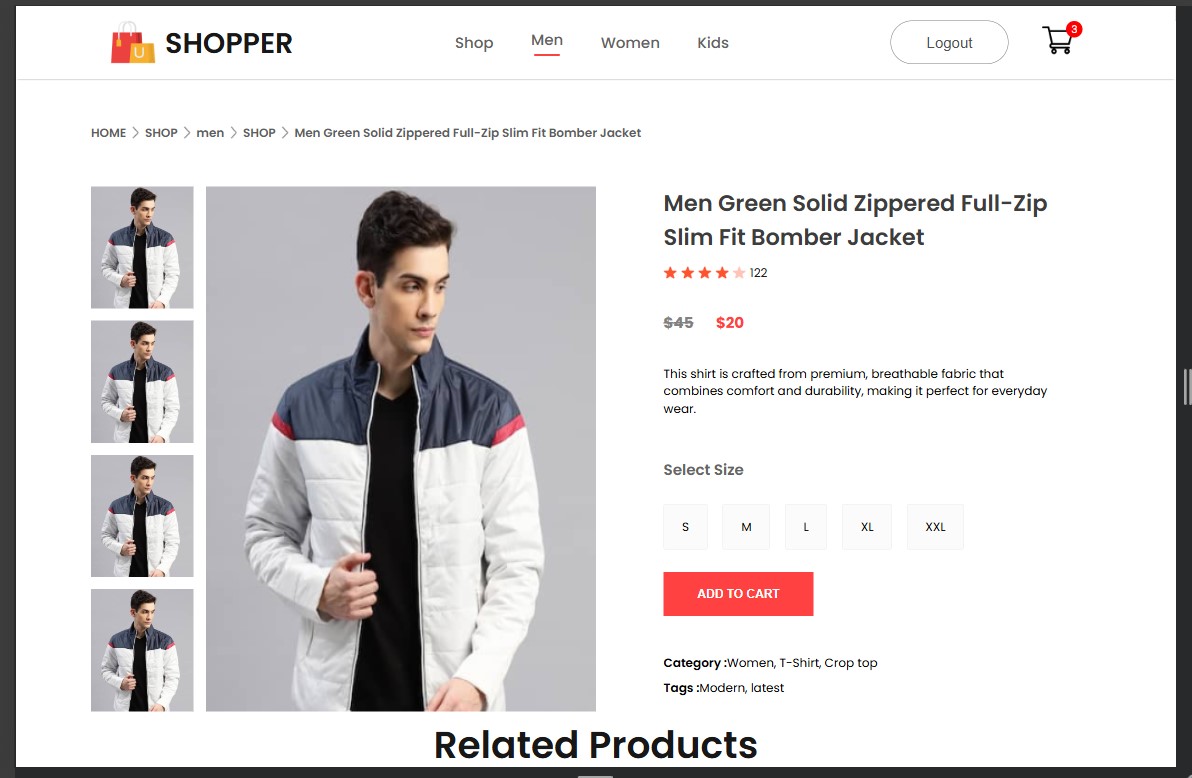 SHOPPER
Shop Men Women Kids
Logout
3
HOME SHOP men SHOP Men Green Solid Zippered Full-Zip Slim Fit Bomber Jacket
Men Green Solid Zippered Full-Zip
Slim Fit Bomber Jacket
122
$45 $20
This shirt is crafted from premium, breathable fabric that
combines comfort and durability, making it perfect for everyday
wear.
Select Size
S M L XL XXL
ADD TO CART
Category :Women, T-Shirt, Crop top
Tags :Modern, latest
Related Products